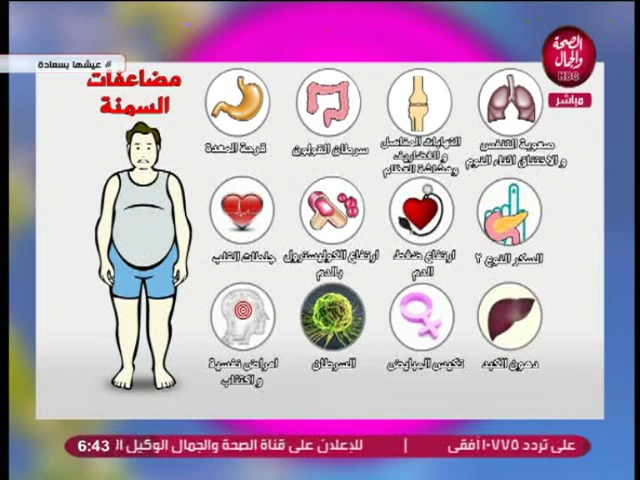 # عيشها بسعادة
الصحة
والجمال
HBC
مباشر
مضاعفات
السمنة
صعوبة التنفس
و الاختناق اثناء النوم
التهابات المفاصل
و الغضاريف
وهشاشة العظام
سرطان القولون
قرحة المعدة
السكر النوع ٢
ارتفاع ضغط
الدم
ارتفاع الكوليسترول
بالدم
جلطات القلب
دهون الكبد
تكيس المبايض
السرطان
امراض نفسية
و اكتئاب
على تردد ١٠٧٧٥ أفقى | للإعلان على قناة الصحة والجمال الوكيل ال
6:43